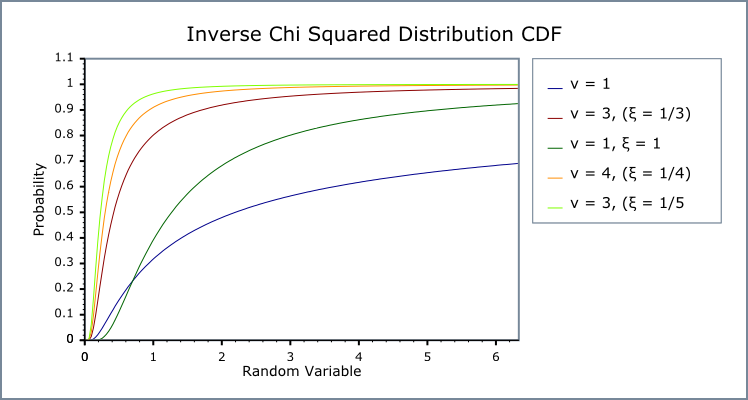 Inverse Chi Squared Distribution CDF
1.1
1
0.9
0.8
0.7
0.6
0.5
0.4
0.3
0.2
0.1
0
Probability
0
1
2
3
4
5
6
Random Variable
v = 1
v = 3, (ξ = 1/3)
v = 1, ξ = 1
v = 4, (ξ = 1/4)
v = 3, (ξ = 1/5